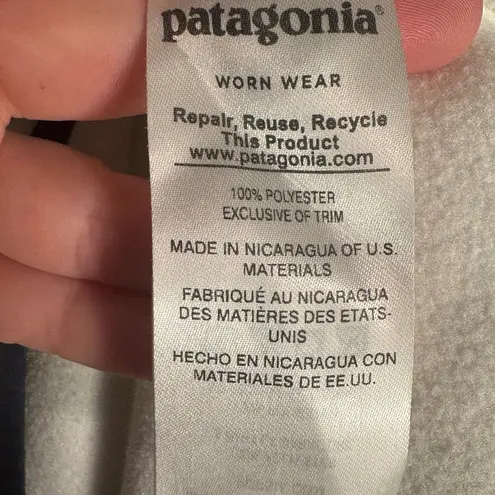 patagonia®
WORN WEAR
Repair, Reuse, Recycle
This Product
www.patagonia.com
100% POLYESTER
EXCLUSIVE OF TRIM
MADE IN NICARAGUA OF U.S.
MATERIALS
FABRIQUÉ AU NICARAGUA
DES MATIÈRES DES ETATS-
UNIS
HECHO EN NICARAGUA CON
MATERIALES DE EE.UU.